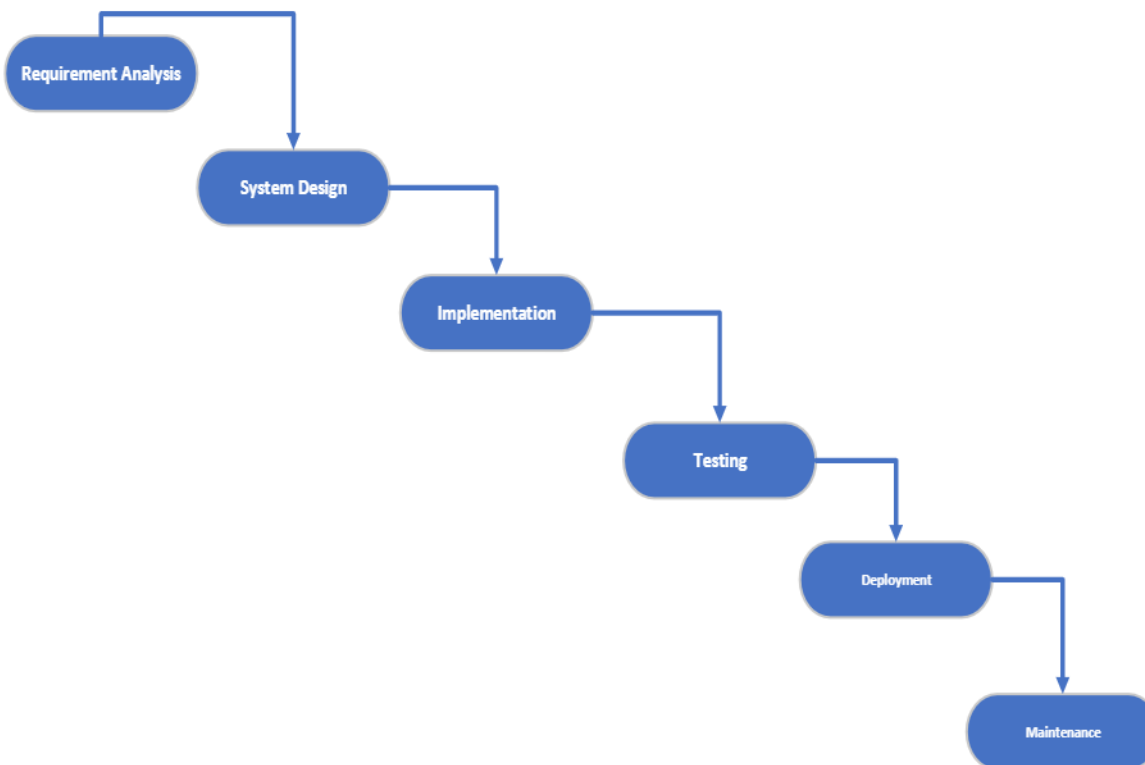 Requirement Analysis
System Design
Implementation
Testing
Deployment
Maintenance